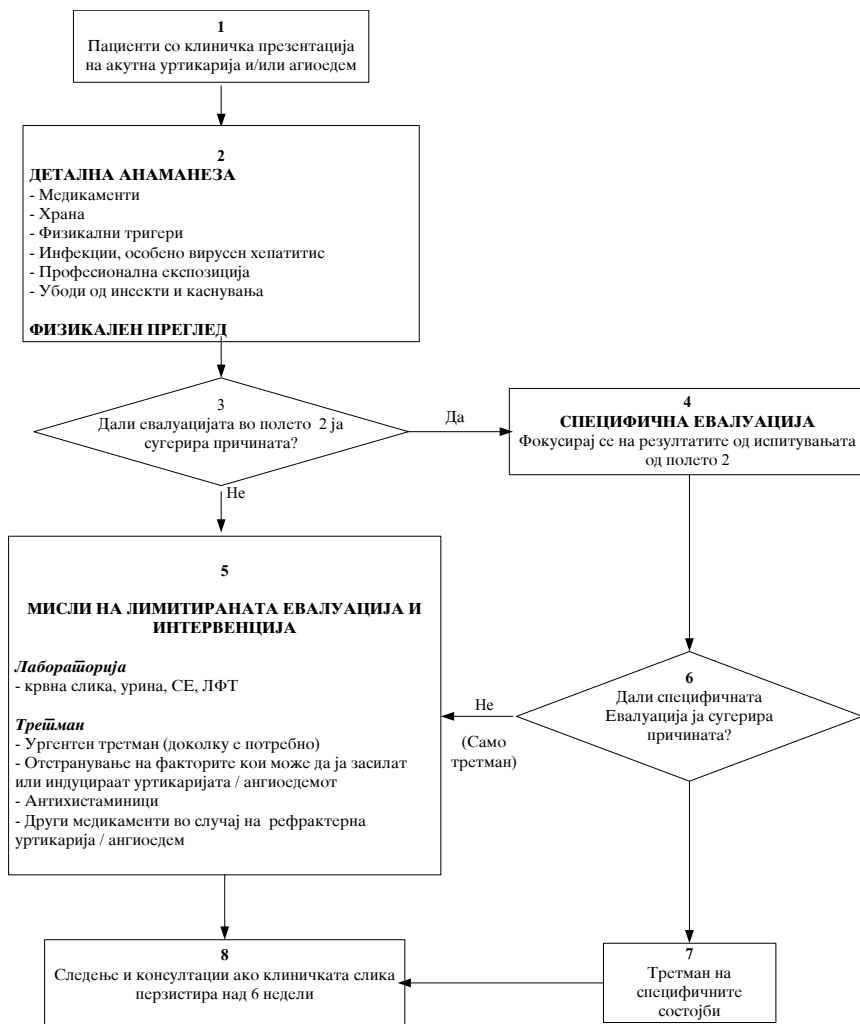 1
Пациенти со клиничка презентација
на акутна уртикарија и/или агиоедем
2
ДЕТАЛНА АНАМАНЕЗА
- Медикаменти
- Храна
- Физикални тригери
- Инфекции, особено вирусен хепатитис
- Професионална експозиција
- Убоди од инсекти и каснувања
ФИЗИКАЛЕН ПРЕГЛЕД
3
Дали евалуацијата во полето 2 ја
сугерира причината?
Да
4
СПЕЦИФИЧНА ЕВАЛУАЦИЈА
Фокусирај се на резултатите од испитувањата
од полето 2
Не
5
МИСЛИ НА ЛИМИТИРАНАТА ЕВАЛУАЦИЈА И
ИНТЕРВЕНЦИЈА
Лабораторија
- крвна слика, урина, СЕ, ЛФТ
Третман
- Ургентен третман (доколку е потребно)
- Отстранување на факторите кои може да ја засилат
или индуцираат уртикаријата / ангиоедемот
- Антихистаминици
- Други медикаменти во случај на рефрактерна
уртикарија / ангиоедем
6
Дали специфичната
Евалуација ја сугерира
причината?
Не
(Само
третман)
7
Третман на
специфичните
состојби
8
Следење и консултации ако клиничката слика
перзистира над 6 недели